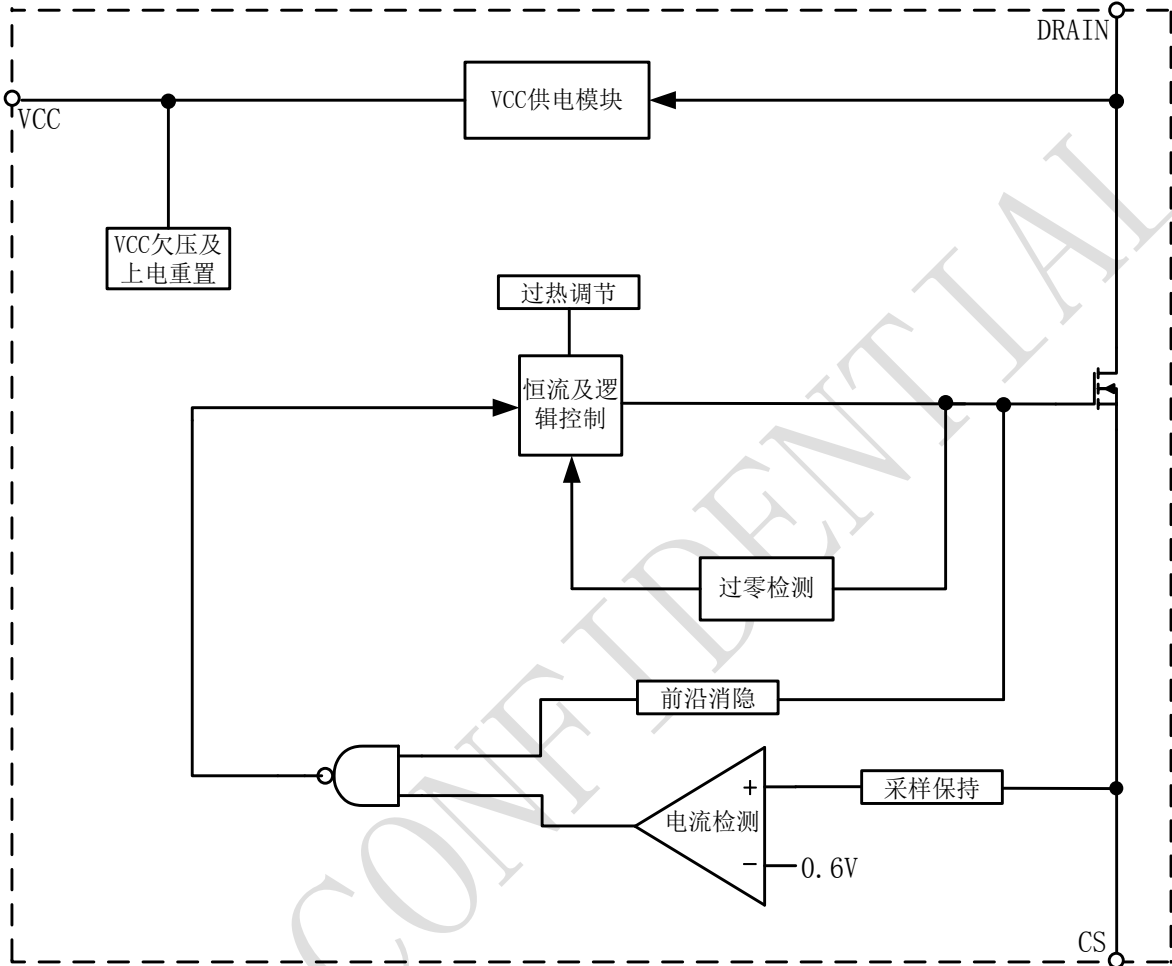 DRAIN
VCC
VCC供电模块
VCC欠压及
上电重置
过热调节
恒流及逻
辑控制
过零检测
前沿消隐
+
电流检测
采样保持
−
0.6V
CS
CONFIDENTIAL